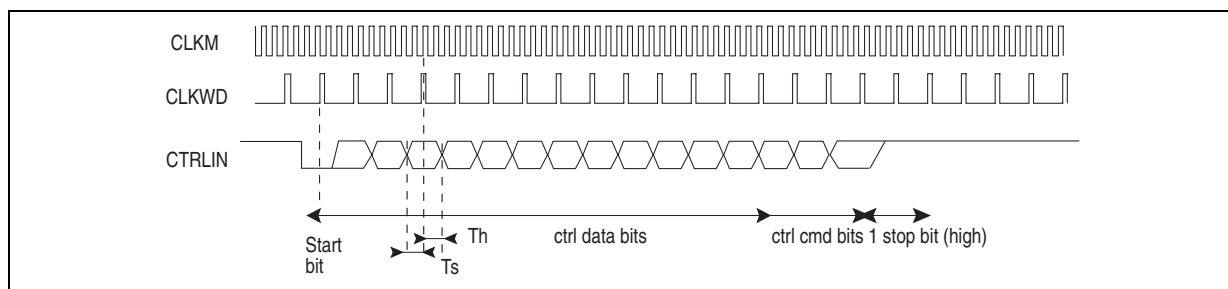 CLKM
CLKWD
CTRLIN
Th
ctrl data bits
ctrl cmd bits 1 stop bit (high)
Start
bit
Ts